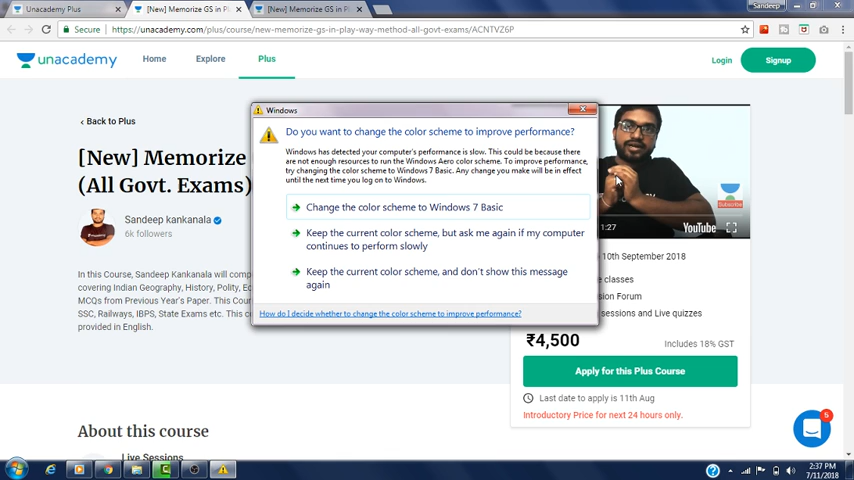 Unacademy Plus
[New] Memorize GS in P
[New] Memorize GS in P
Sandeep
Secure
https://unacademy.com/plus/course/new-memorize-gs-in-play-way-method-all-govt-exams/ACNTVZ6P
unacademy
Home
Explore
Plus
Login
Signup
Back to Plus
[New] Memorize
(All Govt. Exams)
Sandeep kankanala
6k followers
In this Course, Sandeep Kankanala will comp
covering Indian Geography, History, Polity, Ec
MCQs from Previous Year's Paper. This Cour
SSC, Railways, IBPS, State Exams etc. This c
provided in English.
Windows
Do you want to change the color scheme to improve performance?
Windows has detected your computer's performance is slow. This could be because
there are not enough resources to run the Windows Aero color scheme. To improve performance,
try changing the color scheme to Windows 7 Basic. Any change you make will be in effect
until the next time you log on to Windows.
Change the color scheme to Windows 7 Basic
Keep the current color scheme, but ask me again if my computer
continues to perform slowly
Keep the current color scheme, and don't show this message
again
How do I decide whether to change the color scheme to improve performance?
Subscribe
1:27
YouTube
10th September 2018
e classes
sion Forum
sessions and Live quizzes
₹4,500
Includes 18% GST
Apply for this Plus Course
Last date to apply is 11th Aug
Introductory Price for next 24 hours only.
5
About this course
Live Sessions
2:37 PM
7/11/2018